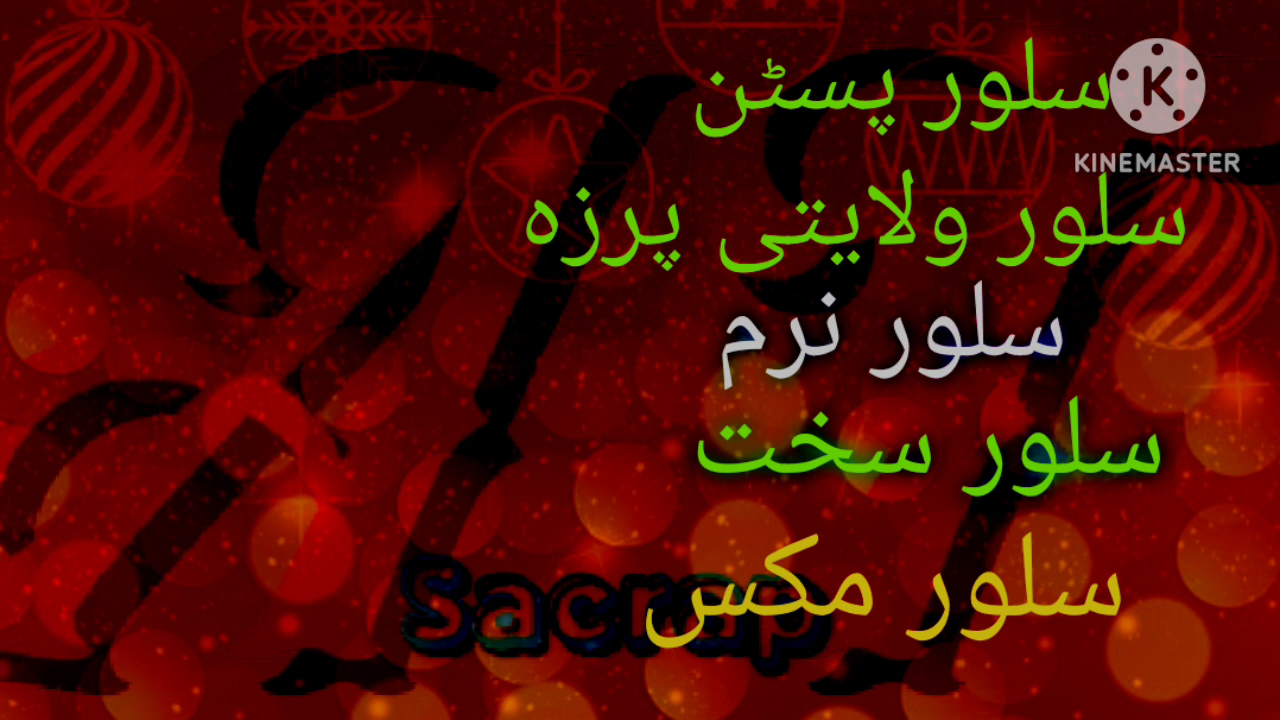 سلور پسٹن
KINEMASTER
سلور ولایتی پرزہ
سلور نرم
سلور سخت
سلور مکس
Sacrap